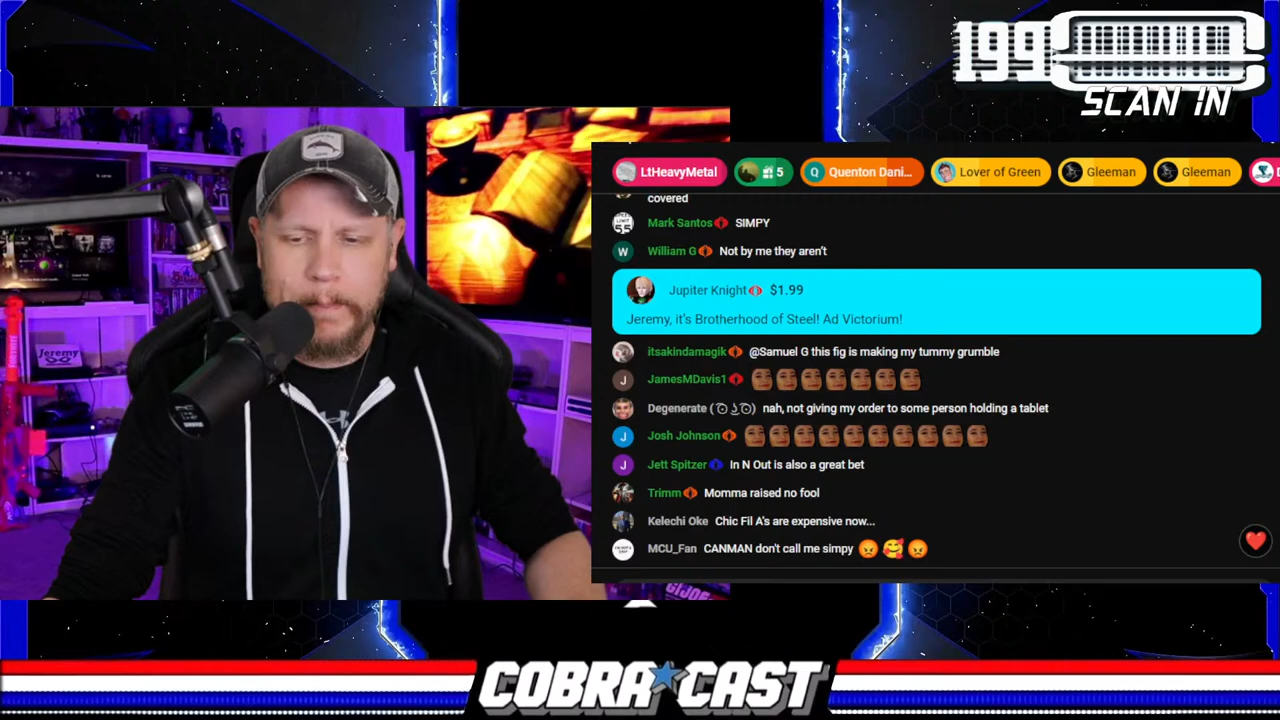 199
SCAN IN
LtHeavyMetal
5
Quenton Dani...
Lover of Green
Gleeman
Gleeman
covered
Mark Santos SIMPY
W William G Not by me they aren't
Jupiter Knight $1.99
Jeremy, it's Brotherhood of Steel! Ad Victorium!
itsakindamagik @Samuel G this fig is making my tummy grumble
J JamesMDavis1
Degenerate ( ͡ʘ ͜ʖ ͡ʘ) nah, not giving my order to some person holding a tablet
J Josh Johnson
J Jett Spitzer In N Out is also a great bet
Trimm Momma raised no fool
Kelechi Oke Chic Fil A's are expensive now...
MCU_Fan CANMAN don't call me simpy 😡 🥰 😡
Jeremy
GIJOE
COBRA CAST